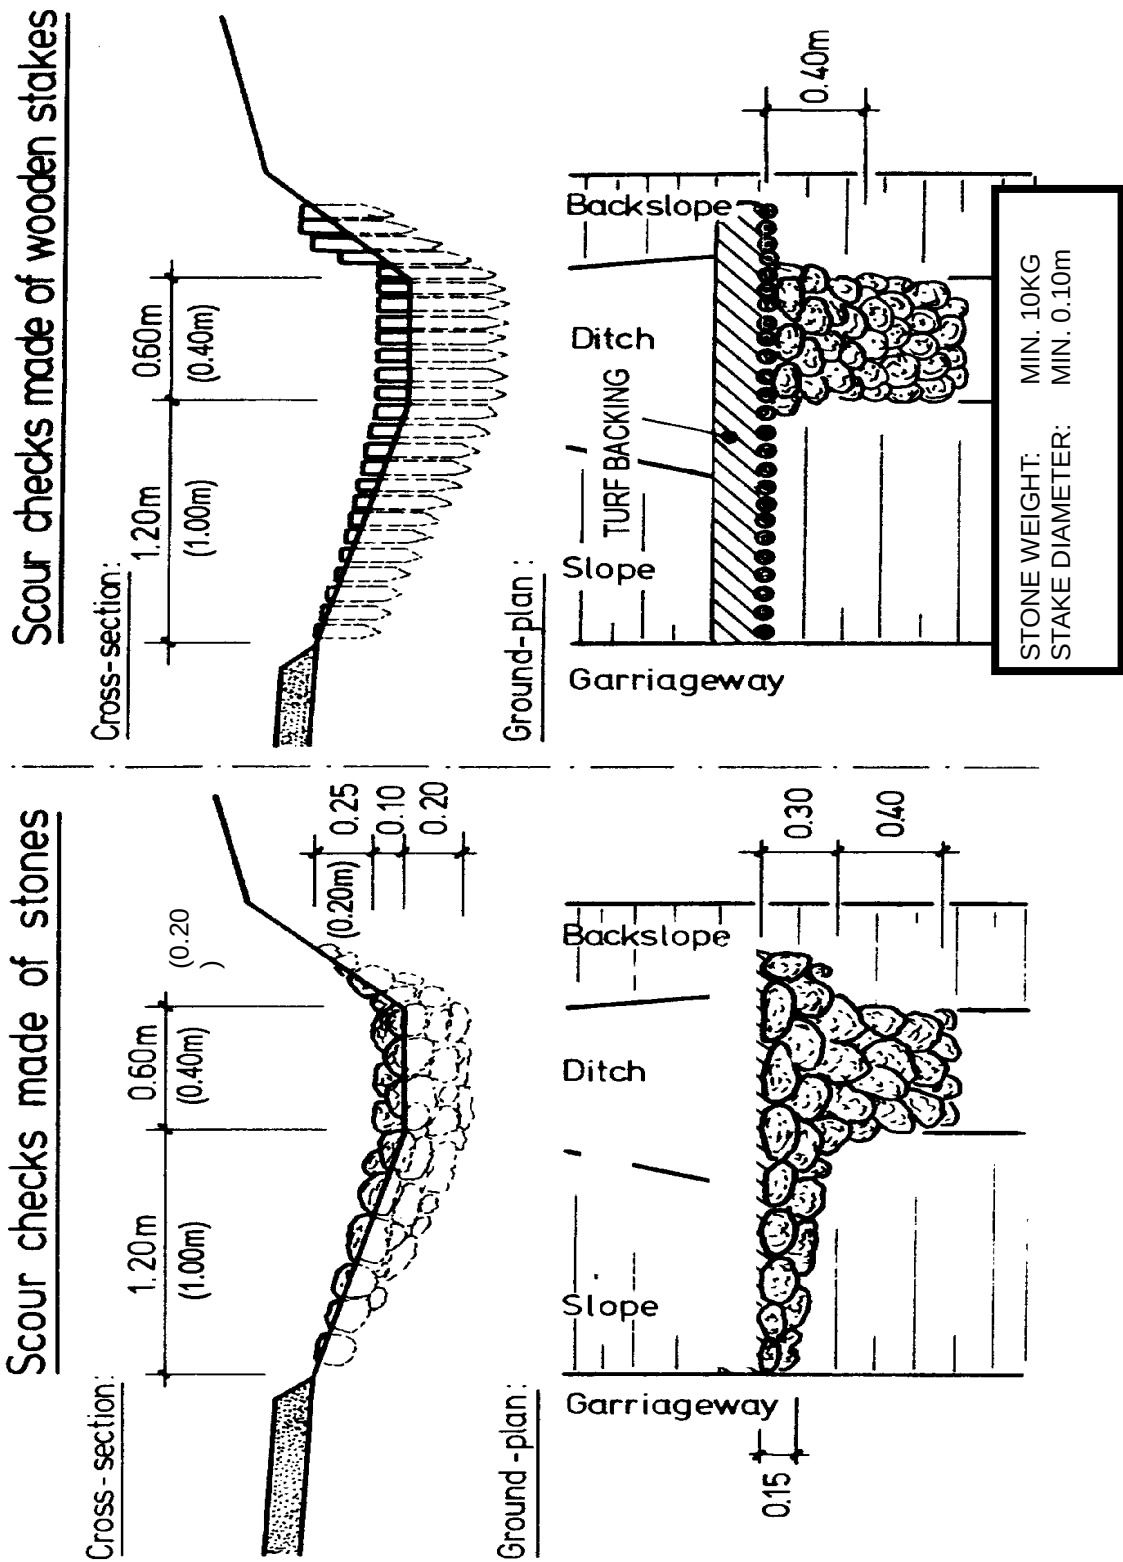 Scour checks made of stones
Cross-section:
1.20m
(1.00m)
0.60m
(0.40m)
(0.20
)
0.25
(0.20m)
0.10
0.20
Ground-plan:
Garriageway
Slope
Ditch
Backslope
0.15
0.30
0.40
Scour checks made of wooden stakes
Cross-section:
1.20m
(1.00m)
0.60m
(0.40m)
Ground-plan:
Garriageway
Slope
TURF BACKING
Ditch
Backslope
0.40m
STONE WEIGHT: MIN. 10KG
STAKE DIAMETER: MIN. 0.10m